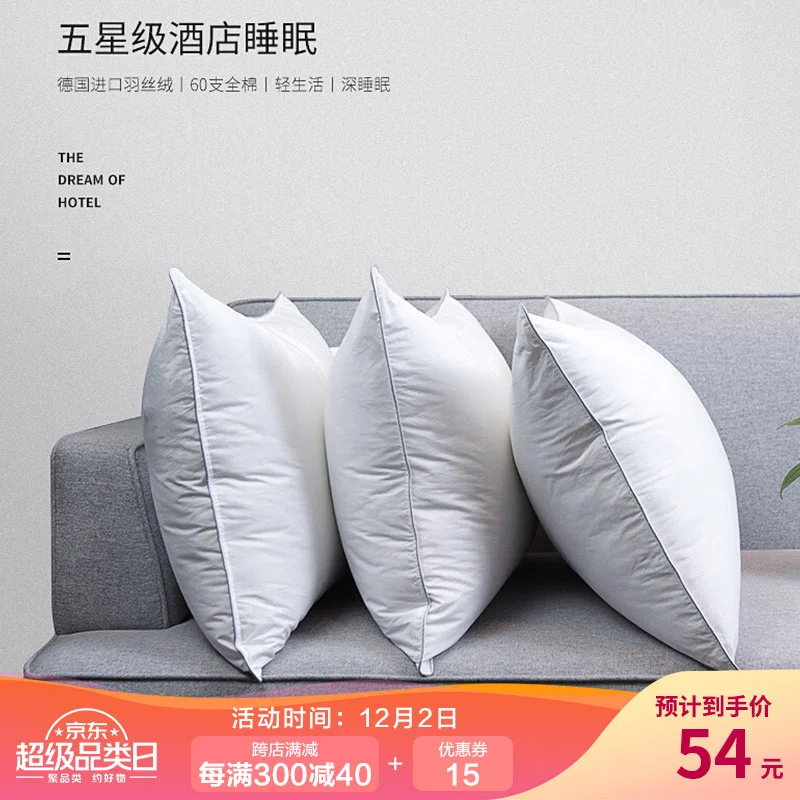 五星级酒店睡眠
德国进口羽丝绒丨60支全棉丨轻生活丨深睡眠
THE
DREAM OF
HOTEL
活动时间：12月2日
预计到手价
54元
京东
超级品类日
聚品类 约好物
跨店满减
每满300减40
+
优惠券
15